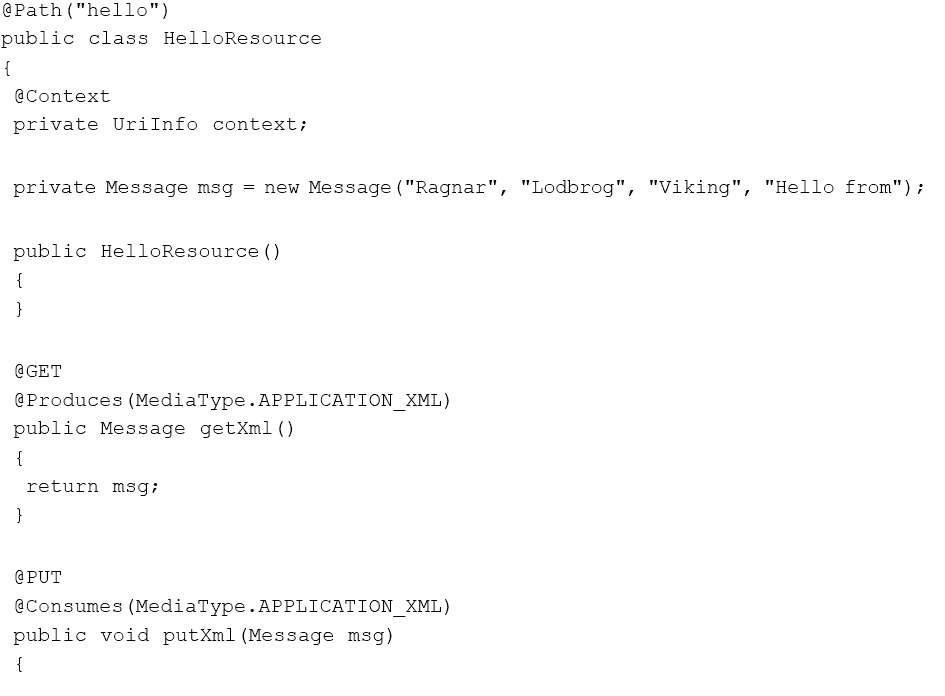 @Path("hello")
public class HelloResource
{
@Context
private UriInfo context;
private Message msg = new Message("Ragnar", "Lodbrog", "Viking", "Hello from");
public HelloResource()
{
}
@GET
@Produces(MediaType.APPLICATION_XML)
public Message getXml()
{
return msg;
}
@PUT
@Consumes(MediaType.APPLICATION_XML)
public void putXml(Message msg)
{